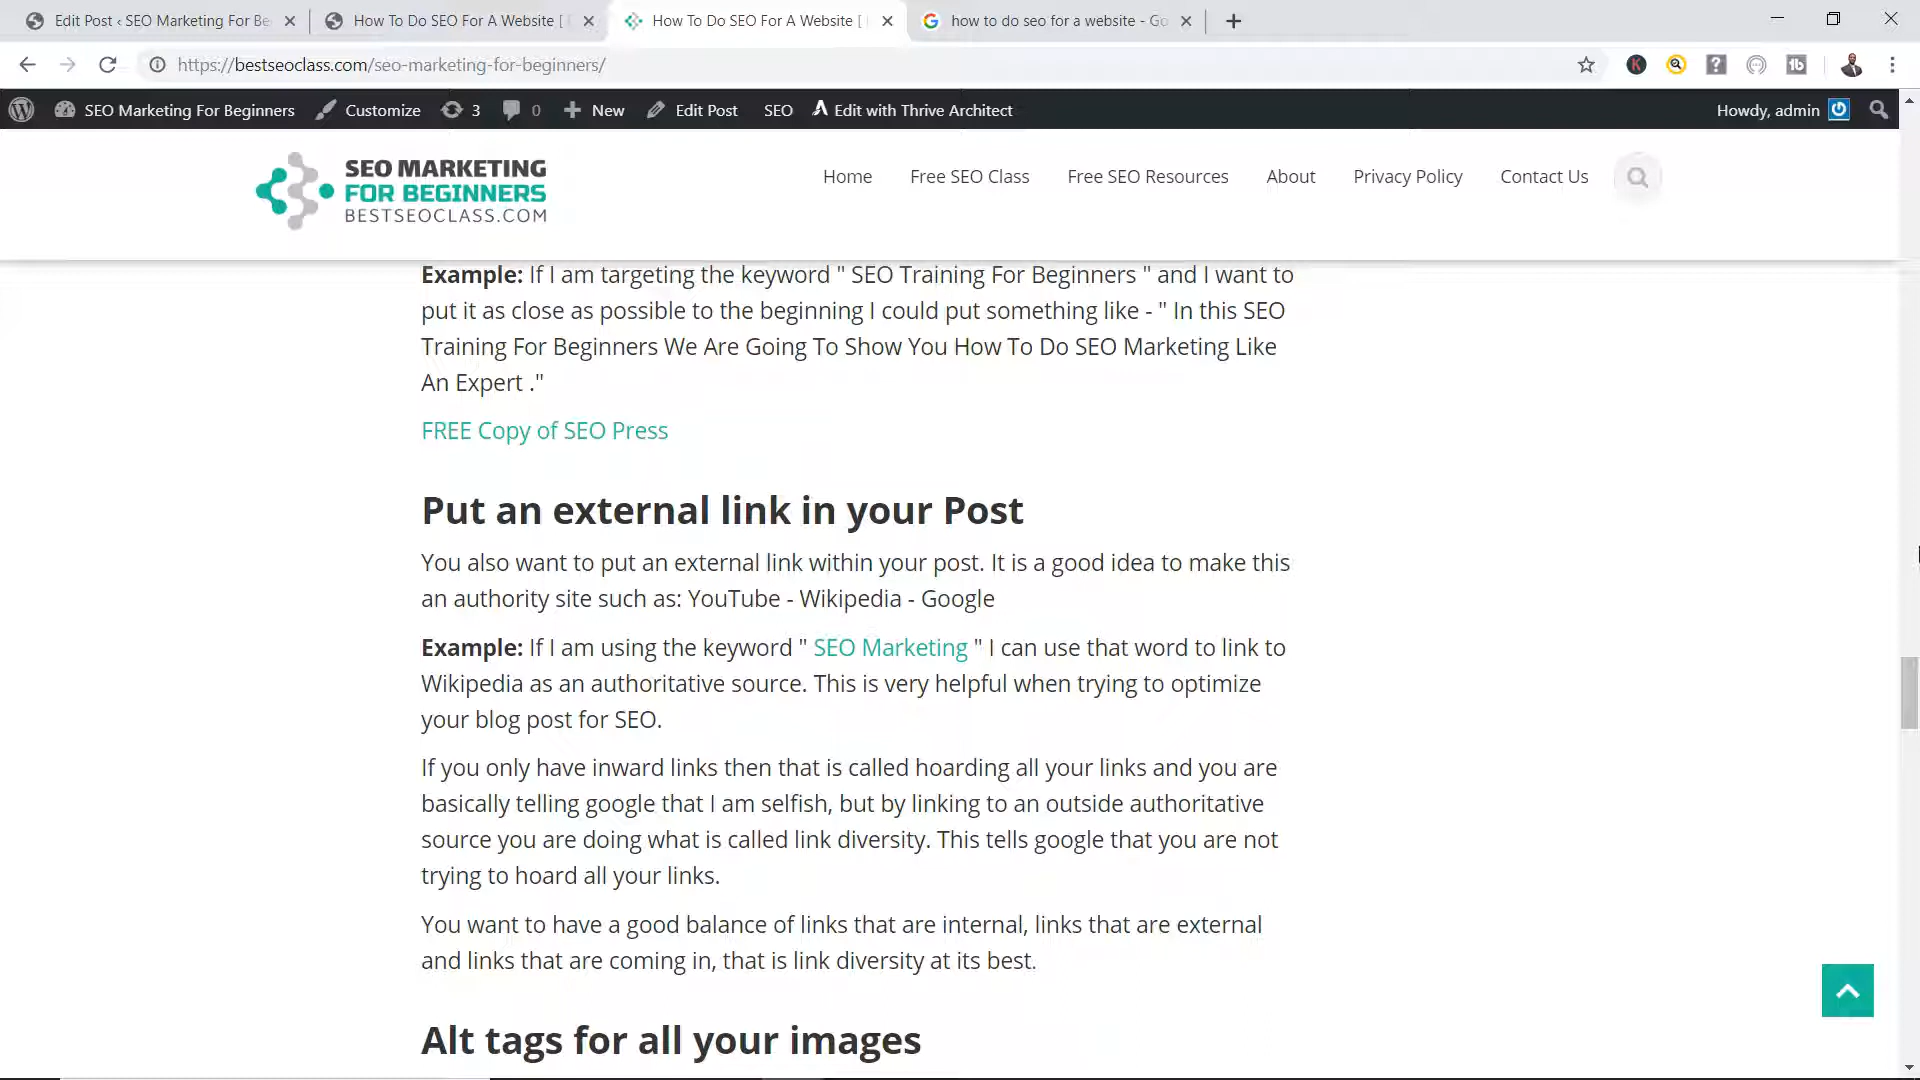 Edit Post ‹ SEO Marketing For Be
How To Do SEO For A Website [
How To Do SEO For A Website [
how to do seo for a website - Go
https://bestseoclass.com/seo-marketing-for-beginners/
SEO Marketing For Beginners
Customize
3
0
New
Edit Post
SEO
Edit with Thrive Architect
Howdy, admin
SEO MARKETING
FOR BEGINNERS
BESTSEOCLASS.COM
Home
Free SEO Class
Free SEO Resources
About
Privacy Policy
Contact Us
Example: If I am targeting the keyword " SEO Training For Beginners " and I want to
put it as close as possible to the beginning I could put something like - " In this SEO
Training For Beginners We Are Going To Show You How To Do SEO Marketing Like
An Expert ."
FREE Copy of SEO Press
Put an external link in your Post
You also want to put an external link within your post. It is a good idea to make this
an authority site such as: YouTube - Wikipedia - Google
Example: If I am using the keyword " SEO Marketing " I can use that word to link to
Wikipedia as an authoritative source. This is very helpful when trying to optimize
your blog post for SEO.
If you only have inward links then that is called hoarding all your links and you are
basically telling google that I am selfish, but by linking to an outside authoritative
source you are doing what is called link diversity. This tells google that you are not
trying to hoard all your links.
You want to have a good balance of links that are internal, links that are external
and links that are coming in, that is link diversity at its best.
Alt tags for all your images